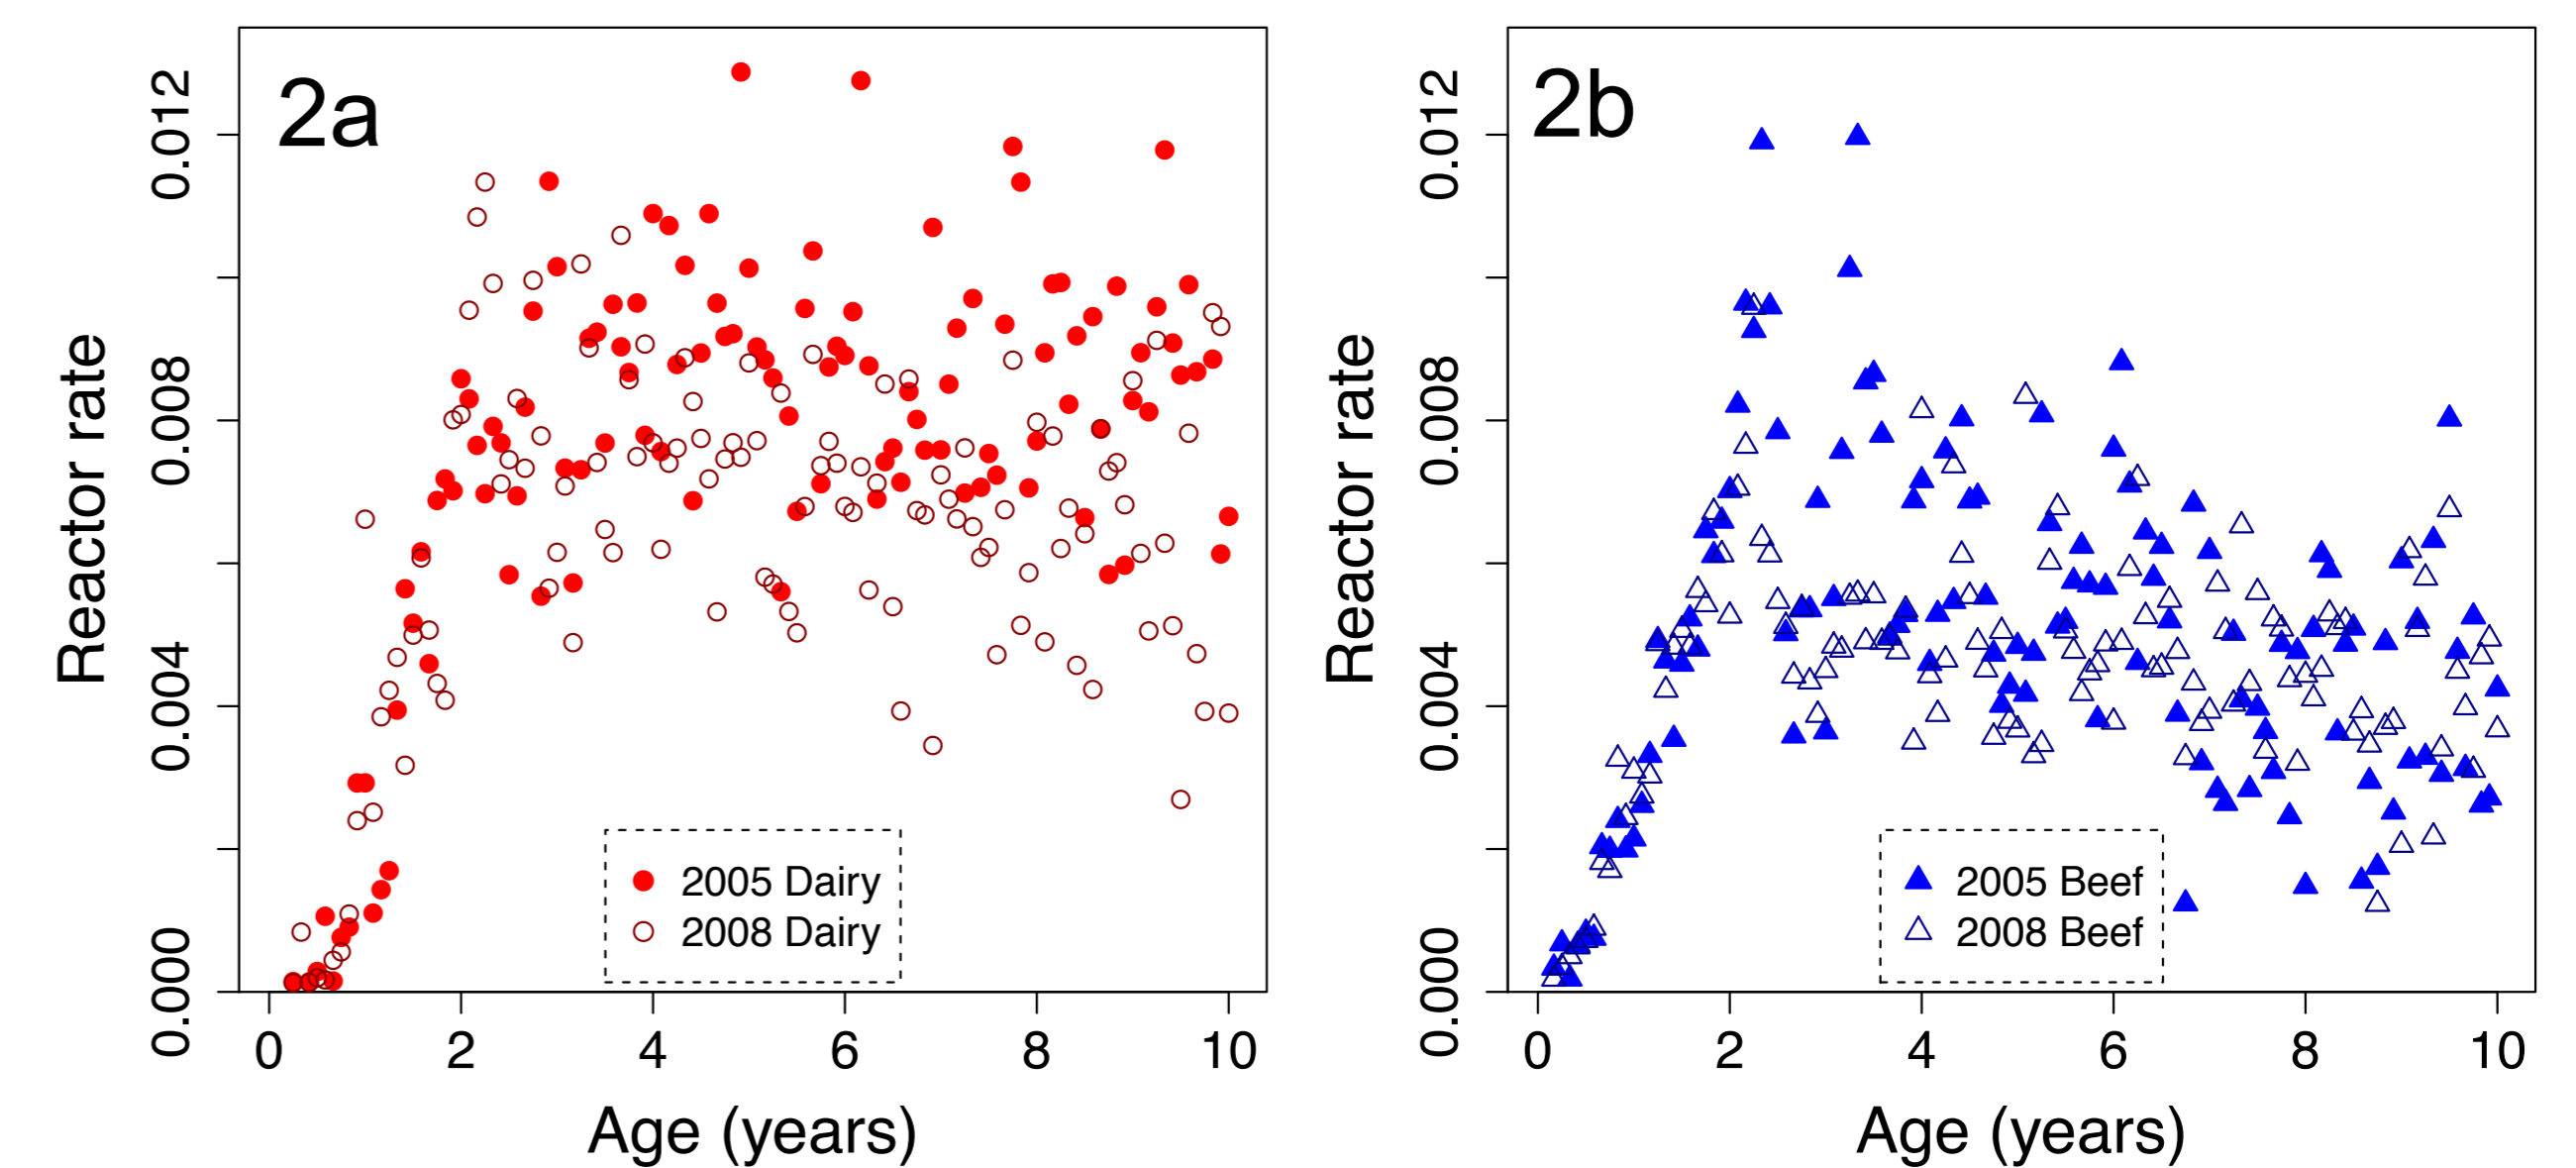 2a
Reactor rate
0.012
0.008
0.004
0.000
2005 Dairy
2008 Dairy
0 2 4 6 8 10
Age (years)
2b
Reactor rate
0.012
0.008
0.004
0.000
2005 Beef
2008 Beef
0 2 4 6 8 10
Age (years)